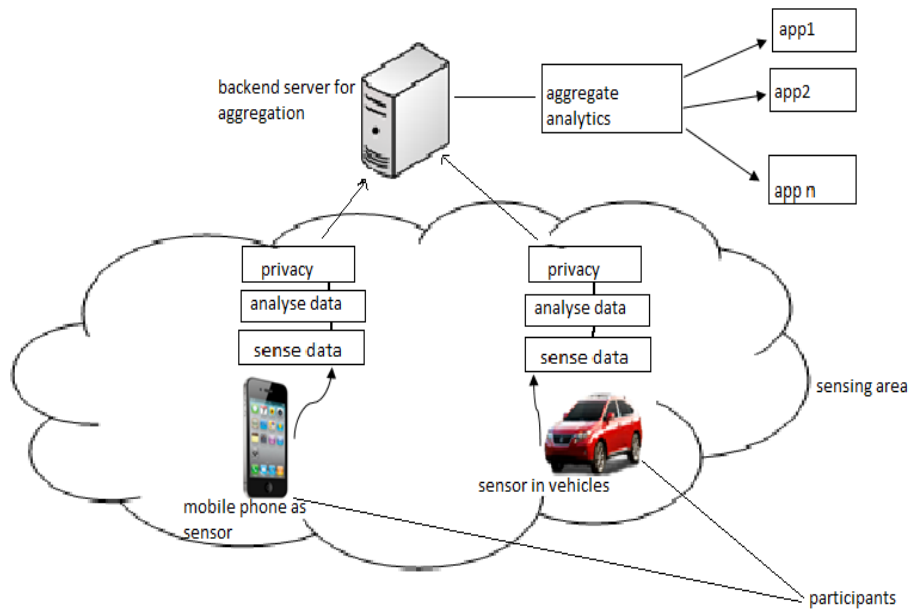 app1
backend server for
aggregation
aggregate
analytics
app2
app n
privacy
analyse data
sense data
privacy
analyse data
sense data
sensing area
mobile phone as
sensor
sensor in vehicles
participants